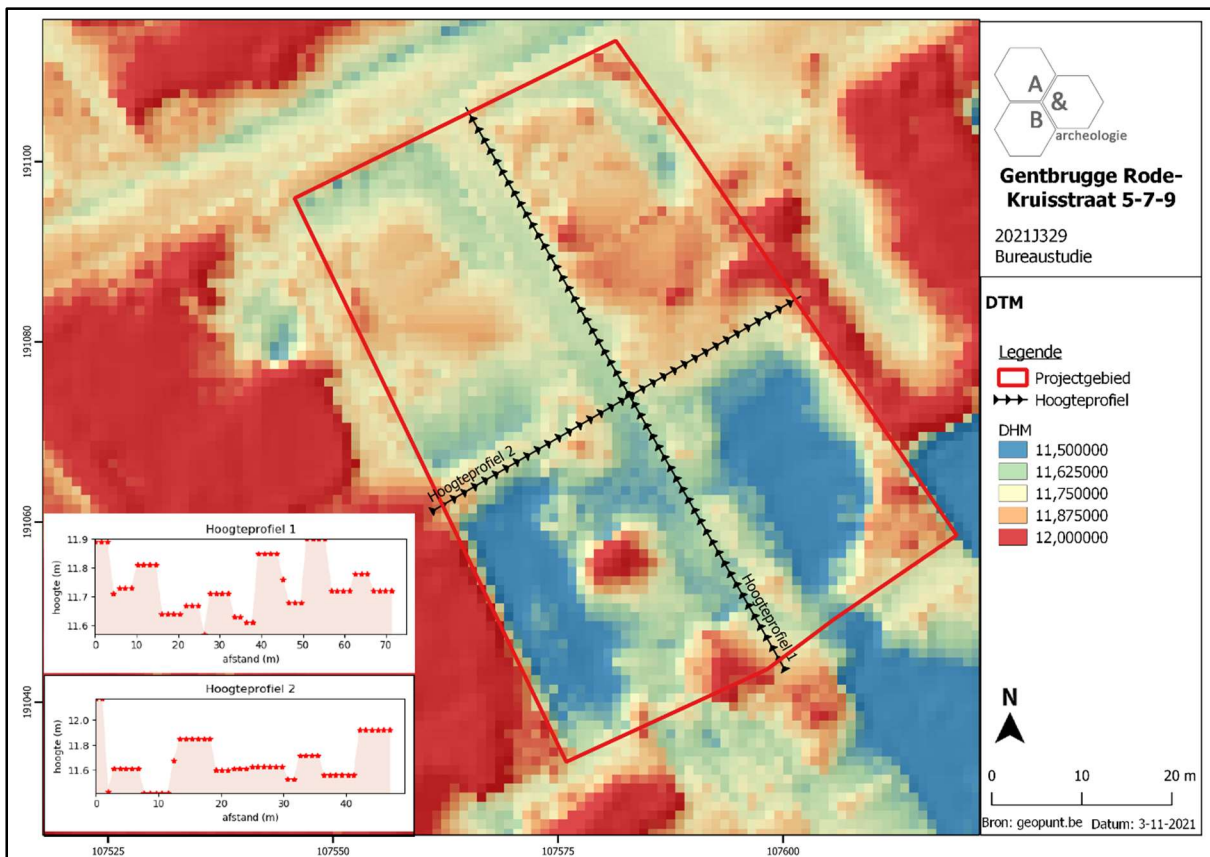 A
&
B
archeologie
Gentbrugge Rode-
Kruisstraat 5-7-9
2021J329
Bureaustudie
DTM
Legende
Projectgebied
Hoogteprofiel
DHM
11,500000
11,625000
11,750000
11,875000
12,000000
N
0 10 20 m
Bron: geopunt.be Datum: 3-11-2021
191100
191080
191060
191040
107525 107550 107575 107600
Hoogteprofiel 2
Hoogteprofiel 1
Hoogteprofiel 1
hoogte (m)
11.9
11.8
11.7
11.6
0 10 20 30 40 50 60 70
afstand (m)
Hoogteprofiel 2
hoogte (m)
12.0
11.8
11.6
0 10 20 30 40
afstand (m)